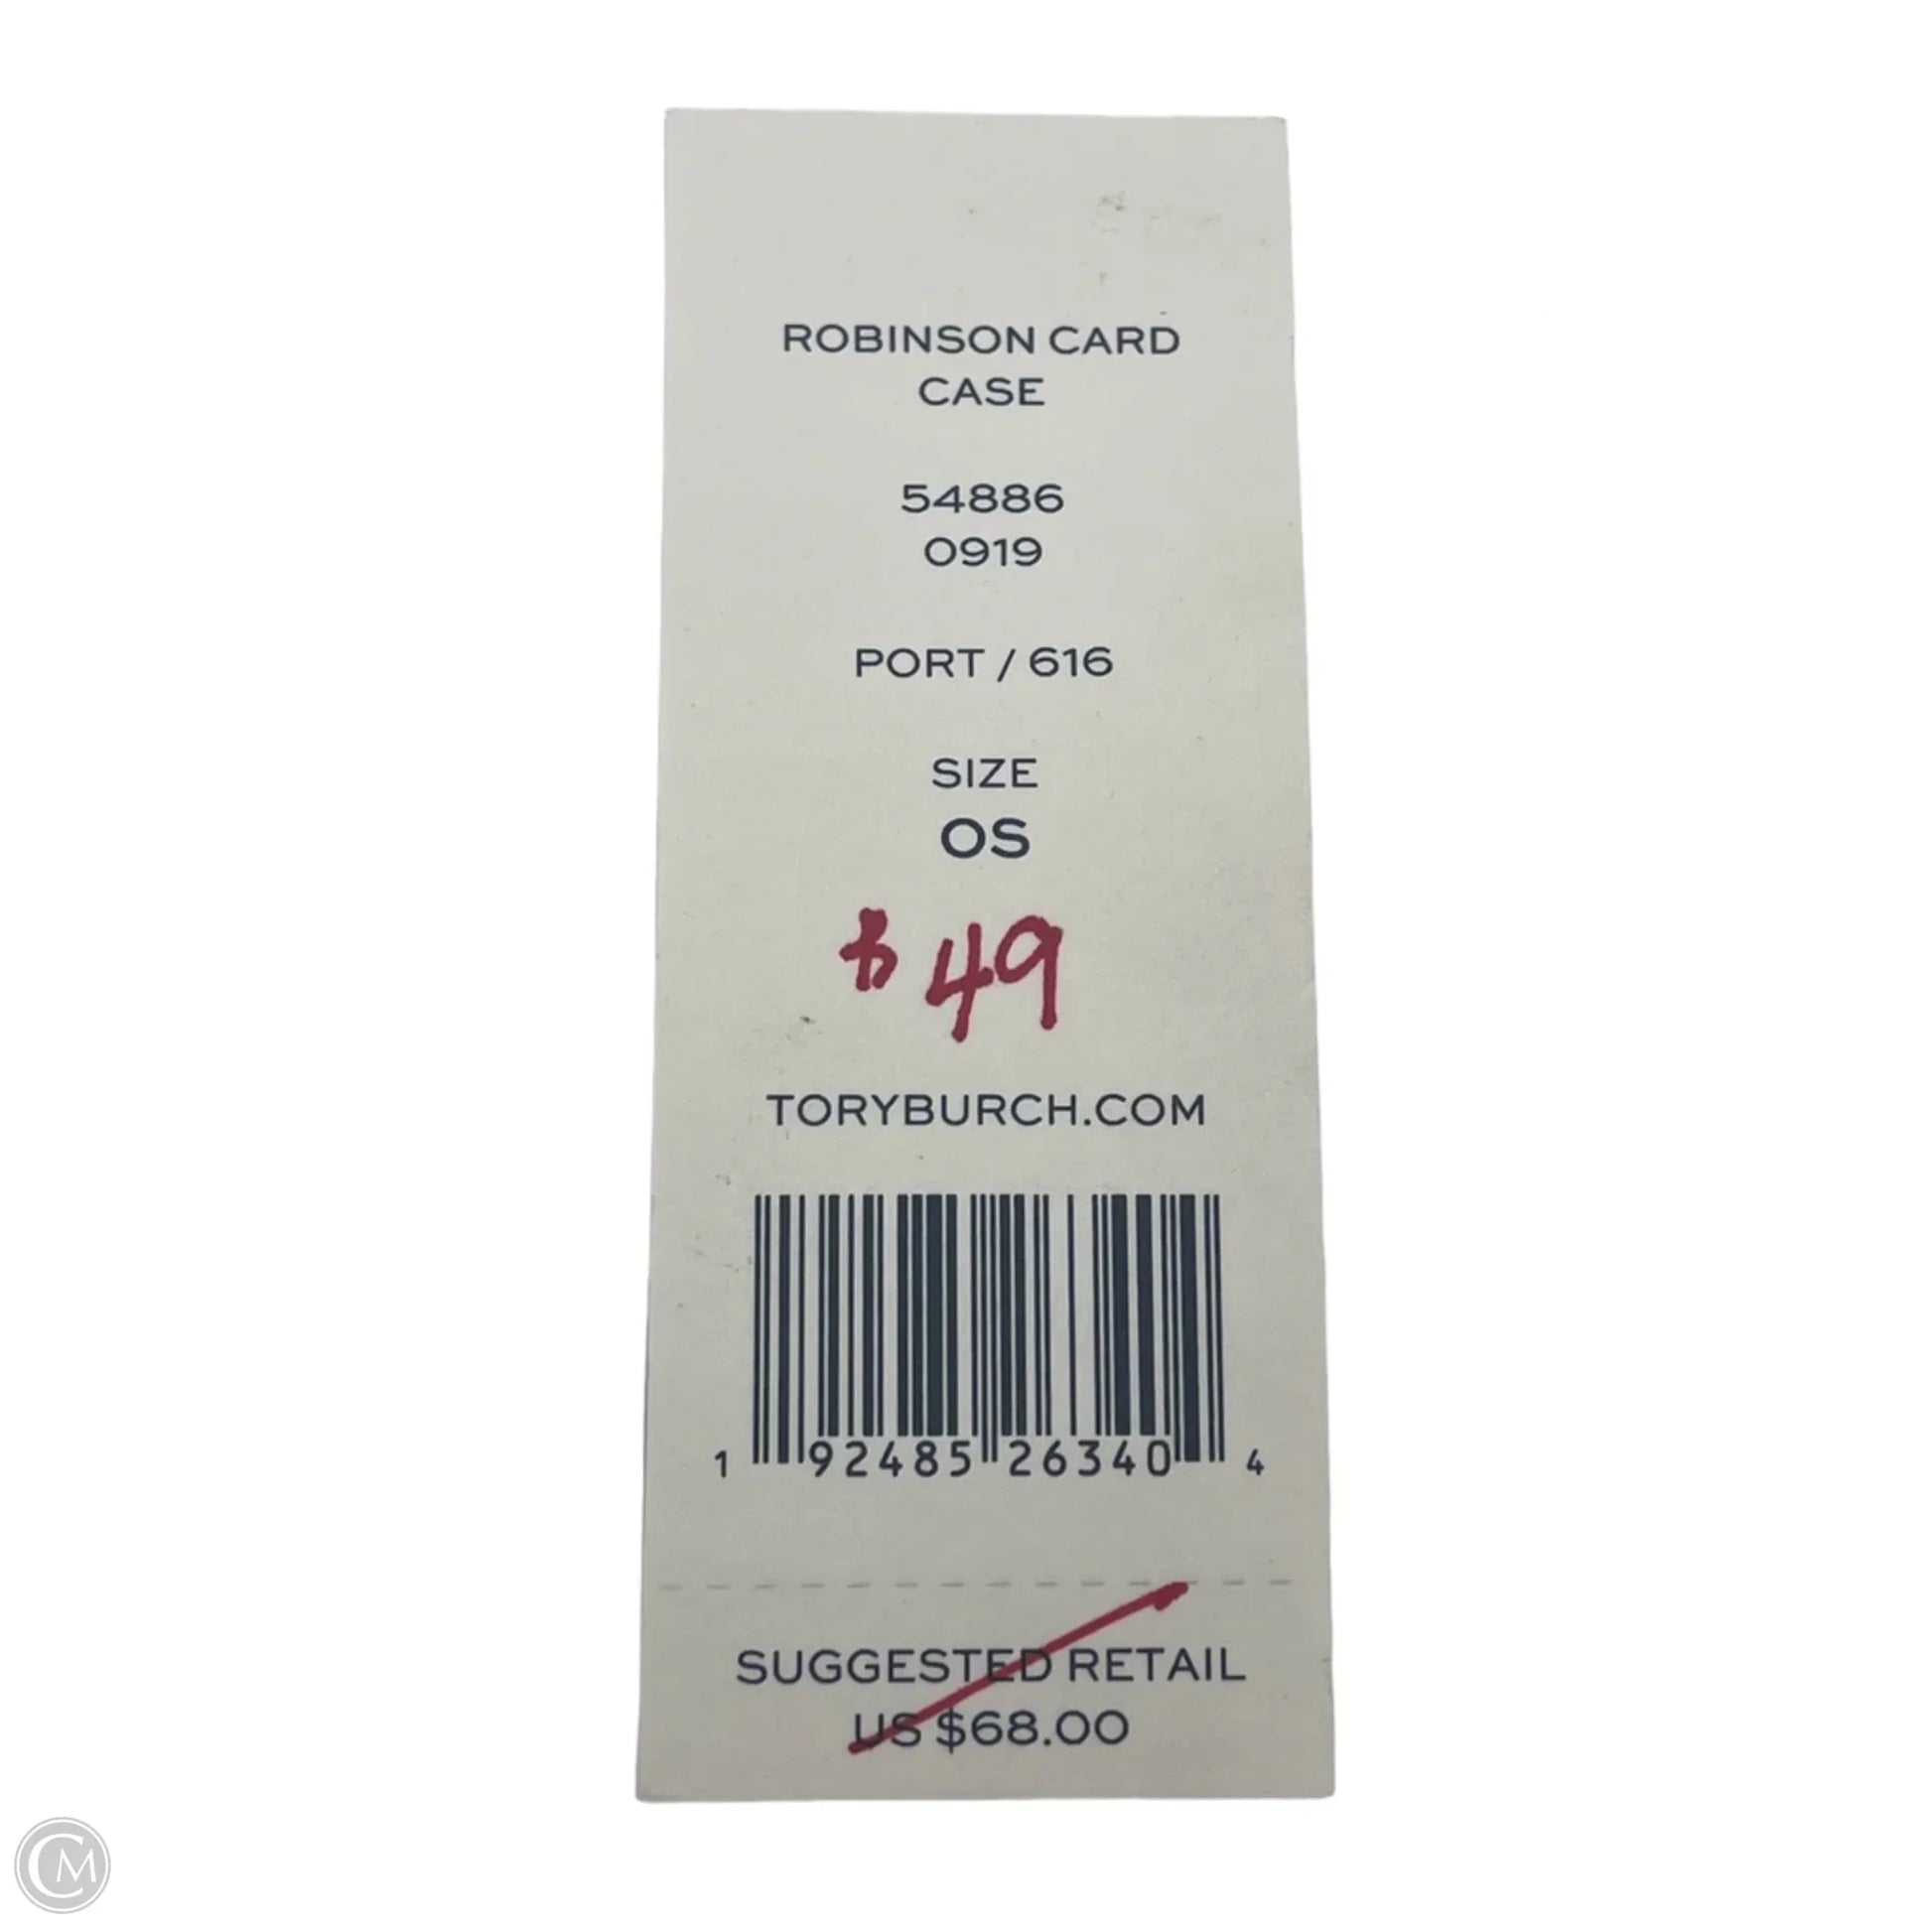 ROBINSON CARD
CASE
54886
0919
PORT / 616
SIZE
OS
$ 49
TORYBURCH.COM
1 92485 26340 4
SUGGESTED RETAIL
US $68.00
CM